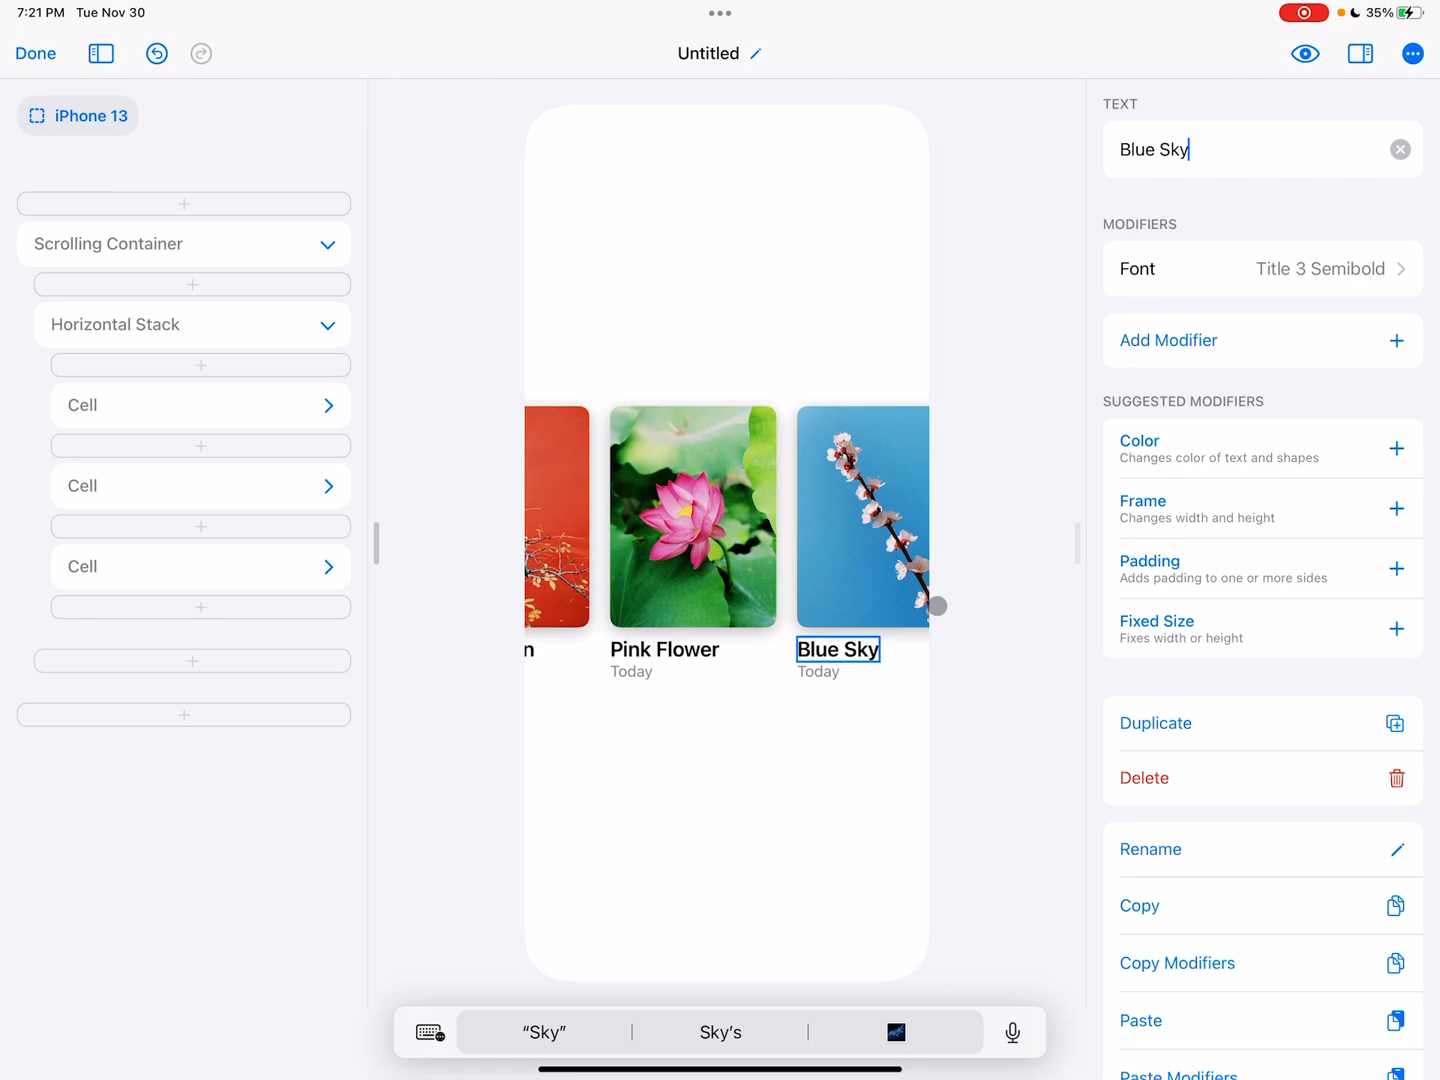 7:21 PM Tue Nov 30
35%
Done
Untitled
iPhone 13
Scrolling Container
Horizontal Stack
Cell
Cell
Cell
n
Pink Flower
Blue Sky
Today
Today
TEXT
Blue Sky
MODIFIERS
Font Title 3 Semibold
Add Modifier
SUGGESTED MODIFIERS
Color
Changes color of text and shapes
Frame
Changes width and height
Padding
Adds padding to one or more sides
Fixed Size
Fixes width or height
Duplicate
Delete
Rename
Copy
Copy Modifiers
Paste
Paste Modifiers
“Sky” Sky’s